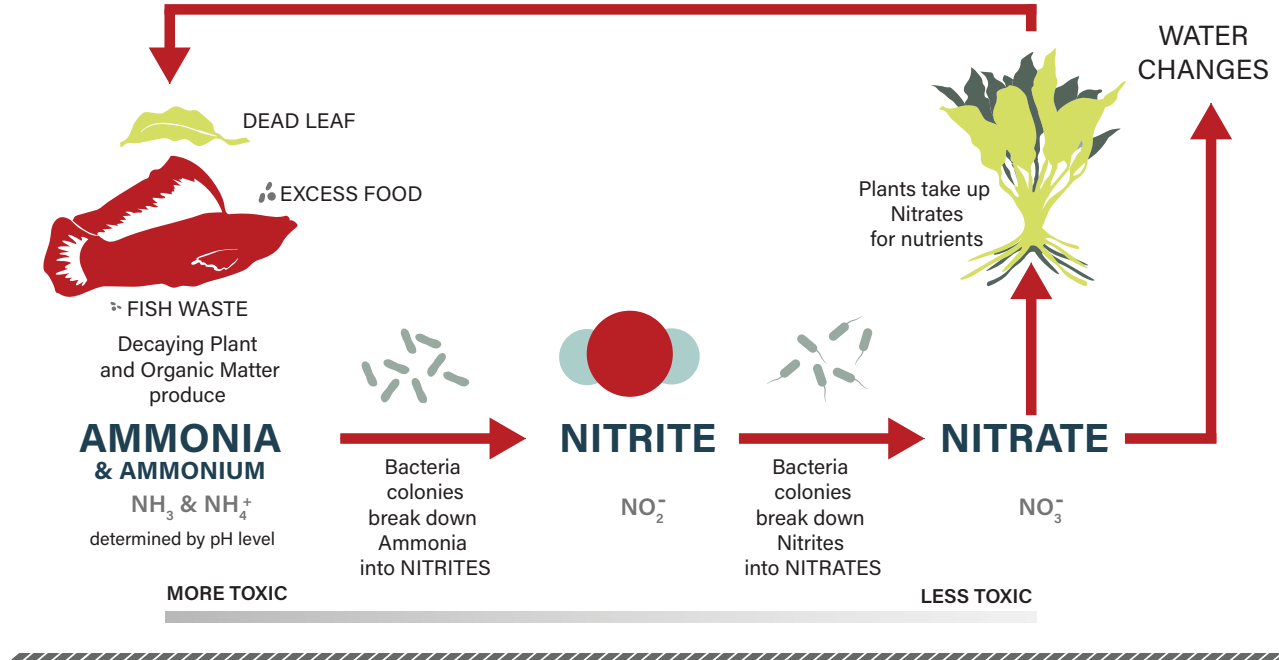 WATER
CHANGES
DEAD LEAF
EXCESS FOOD
Plants take up
Nitrates
for nutrients
FISH WASTE
Decaying Plant
and Organic Matter
produce
AMMONIA
& AMMONIUM
NH₃ & NH₄⁺
determined by pH level
Bacteria
colonies
break down
Ammonia
into NITRITES
NITRITE
NO₂⁻
Bacteria
colonies
break down
Nitrites
into NITRATES
NITRATE
NO₃⁻
MORE TOXIC
LESS TOXIC